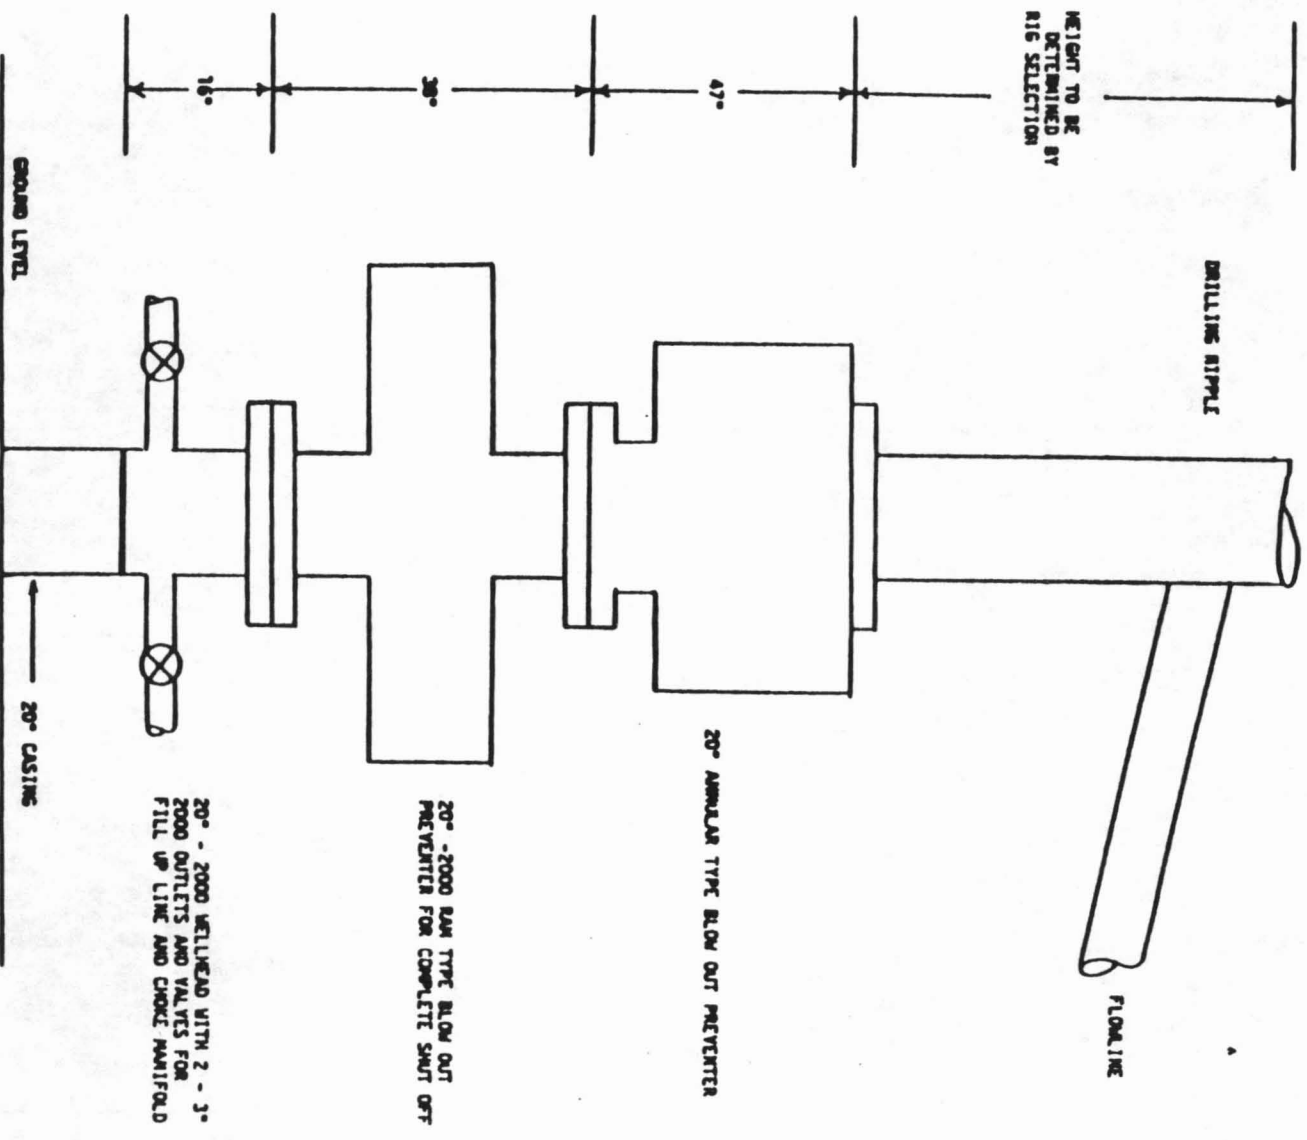 HEIGHT TO BE
DETERMINED BY
RIG SELECTION
DRILLING NIPPLE
FLOWLINE
47"
20" ANNULAR TYPE BLOW OUT PREVENTER
38"
20" -2000 RAM TYPE BLOW OUT
PREVENTER FOR COMPLETE SHUT OFF
16"
20" - 2000 WELLHEAD WITH 2 - 3"
2000 OUTLETS AND VALVES FOR
FILL UP LINE AND CHOKE MANIFOLD
GROUND LEVEL
20" CASING